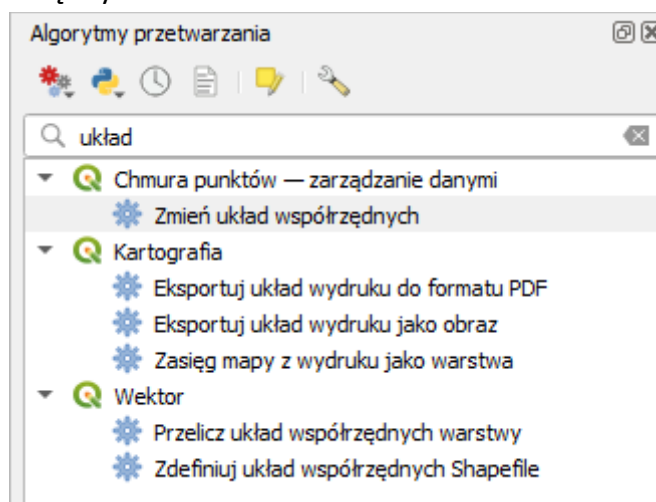 Algorytmy przetwarzania
układ
Chmura punktów — zarządzanie danymi
Zmień układ współrzędnych
Kartografia
Eksportuj układ wydruku do formatu PDF
Eksportuj układ wydruku jako obraz
Zasięg mapy z wydruku jako warstwa
Wektor
Przelicz układ współrzędnych warstwy
Zdefiniuj układ współrzędnych Shapefile